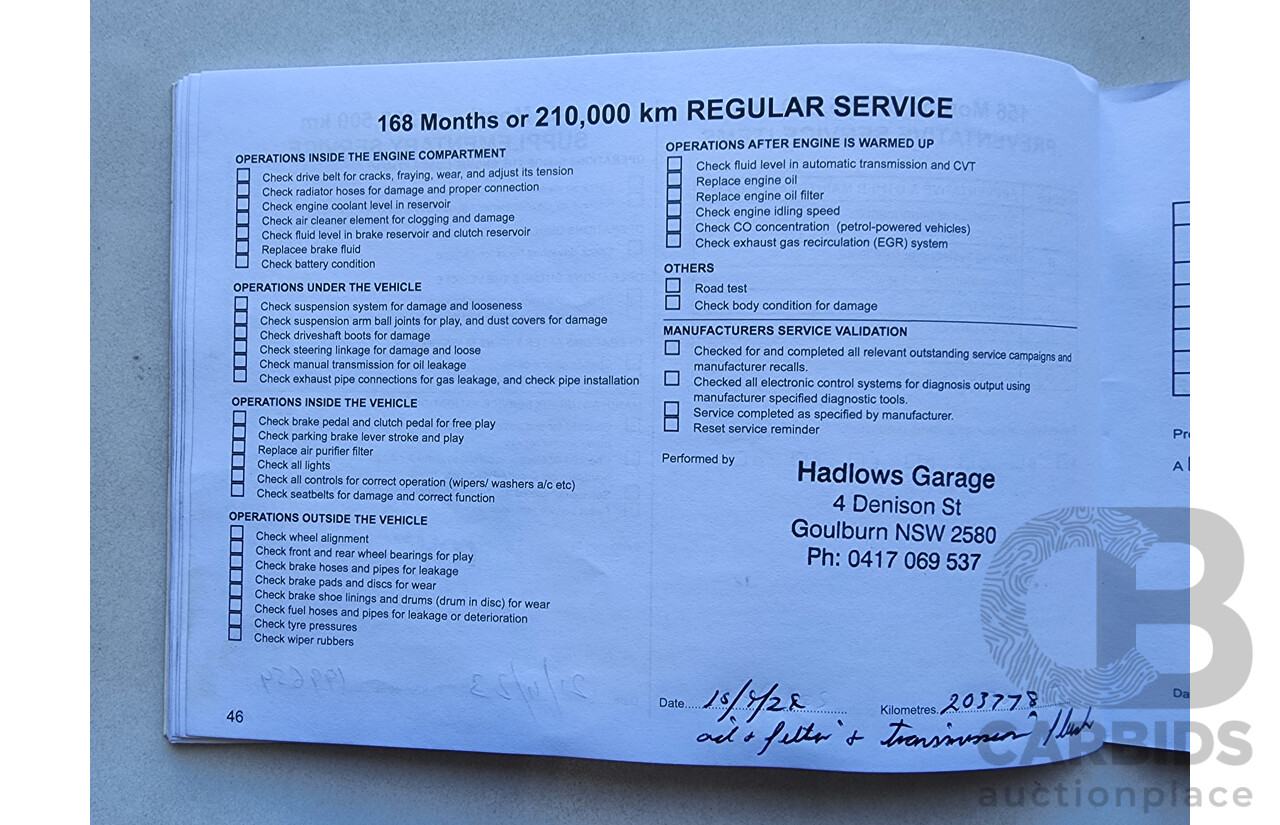 168 Months or 210,000 km REGULAR SERVICE
OPERATIONS INSIDE THE ENGINE COMPARTMENT
Check drive belt for cracks, fraying, wear, and adjust its tension
Check radiator hoses for damage and proper connection
Check engine coolant level in reservoir
Check air cleaner element for clogging and damage
Check fluid level in brake reservoir and clutch reservoir
Replacee brake fluid
Check battery condition
OPERATIONS UNDER THE VEHICLE
Check suspension system for damage and looseness
Check suspension arm ball joints for play, and dust covers for damage
Check driveshaft boots for damage
Check steering linkage for damage and loose
Check manual transmission for oil leakage
Check exhaust pipe connections for gas leakage, and check pipe installation
OPERATIONS INSIDE THE VEHICLE
Check brake pedal and clutch pedal for free play
Check parking brake lever stroke and play
Replace air purifier filter
Check all lights
Check all controls for correct operation (wipers/ washers a/c etc)
Check seatbelts for damage and correct function
OPERATIONS OUTSIDE THE VEHICLE
Check wheel alignment
Check front and rear wheel bearings for play
Check brake hoses and pipes for leakage
Check brake pads and discs for wear
Check brake shoe linings and drums (drum in disc) for wear
Check fuel hoses and pipes for leakage or deterioration
Check tyre pressures
Check wiper rubbers
46
OPERATIONS AFTER ENGINE IS WARMED UP
Check fluid level in automatic transmission and CVT
Replace engine oil
Replace engine oil filter
Check engine idling speed
Check CO concentration (petrol-powered vehicles)
Check exhaust gas recirculation (EGR) system
OTHERS
Road test
Check body condition for damage
MANUFACTURERS SERVICE VALIDATION
Checked for and completed all relevant outstanding service campaigns and
manufacturer recalls.
Checked all electronic control systems for diagnosis output using
manufacturer specified diagnostic tools.
Service completed as specified by manufacturer.
Reset service reminder
Performed by
Hadlows Garage
4 Denison St
Goulburn NSW 2580
Ph: 0417 069 537
Date Kilometres 203778
oil + filter + transmission flush
Pr
A
Da
CARBIDS
auctionplace